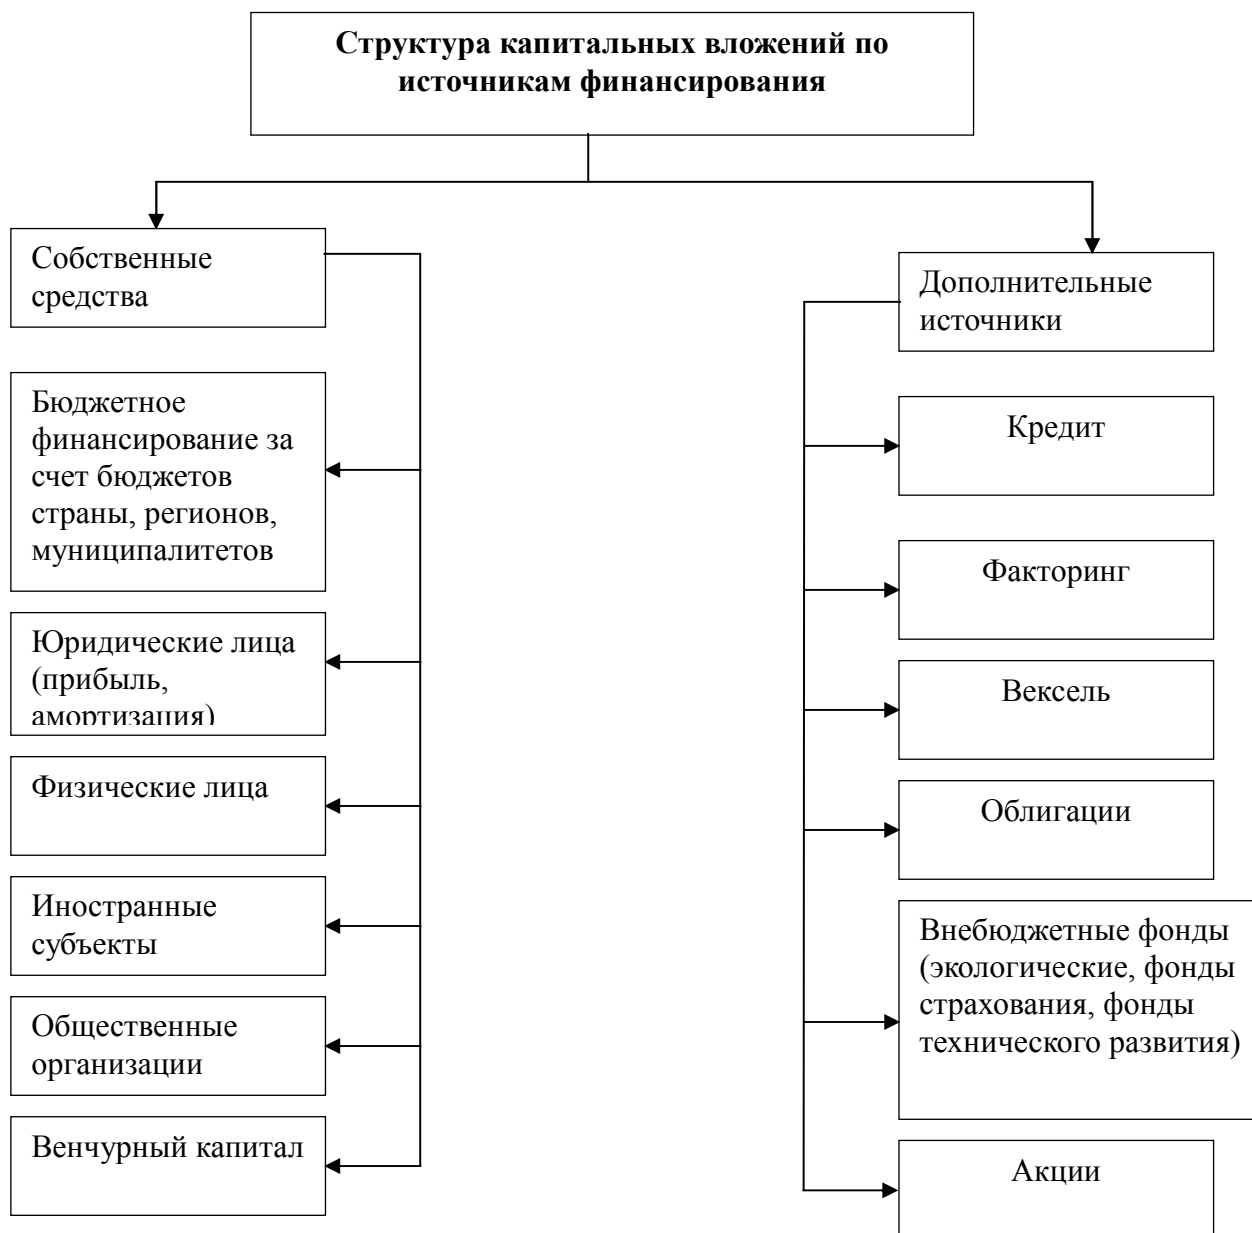 Структура капитальных вложений по
источникам финансирования
Собственные
средства
Бюджетное
финансирование за
счет бюджетов
страны, регионов,
муниципалитетов
Юридические лица
(прибыль,
амортизация)
Физические лица
Иностранные
субъекты
Общественные
организации
Венчурный капитал
Дополнительные
источники
Кредит
Факторинг
Вексель
Облигации
Внебюджетные фонды
(экологические, фонды
страхования, фонды
технического развития)
Акции